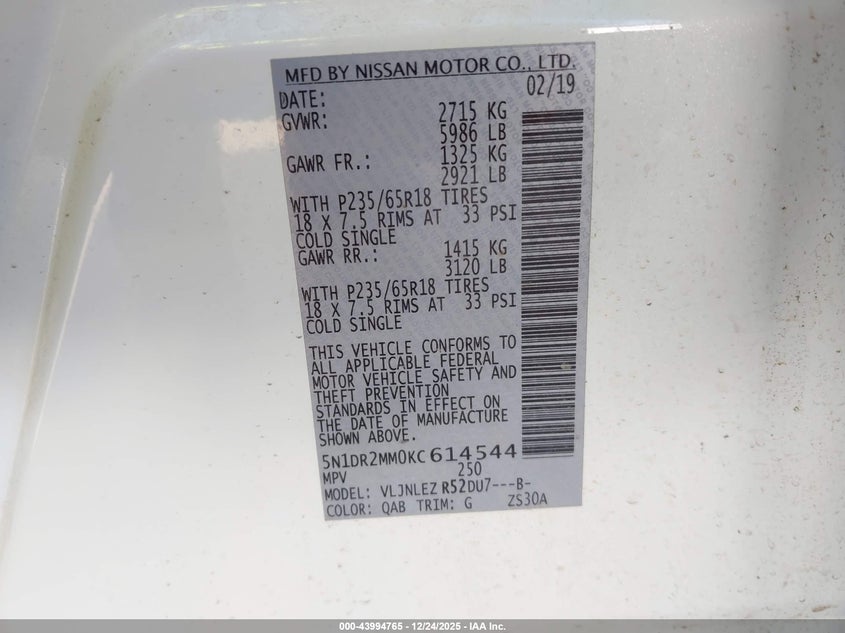 MFD BY NISSAN MOTOR CO., LTD.
DATE: 02/19
GVWR: 2715 KG
5986 LB
GAWR FR.: 1325 KG
2921 LB
WITH P235/65R18 TIRES
18 X 7.5 RIMS AT 33 PSI
COLD SINGLE
GAWR RR.: 1415 KG
3120 LB
WITH P235/65R18 TIRES
18 X 7.5 RIMS AT 33 PSI
COLD SINGLE
THIS VEHICLE CONFORMS TO
ALL APPLICABLE FEDERAL
MOTOR VEHICLE SAFETY AND
THEFT PREVENTION
STANDARDS IN EFFECT ON
THE DATE OF MANUFACTURE
SHOWN ABOVE.
5N1DR2MM0KC614544
MPV 250
MODEL: VLJNLEZ R52DU7---B-
COLOR: QAB TRIM: G ZS30A
000-43994765 - 12/24/2025 - IAA Inc.